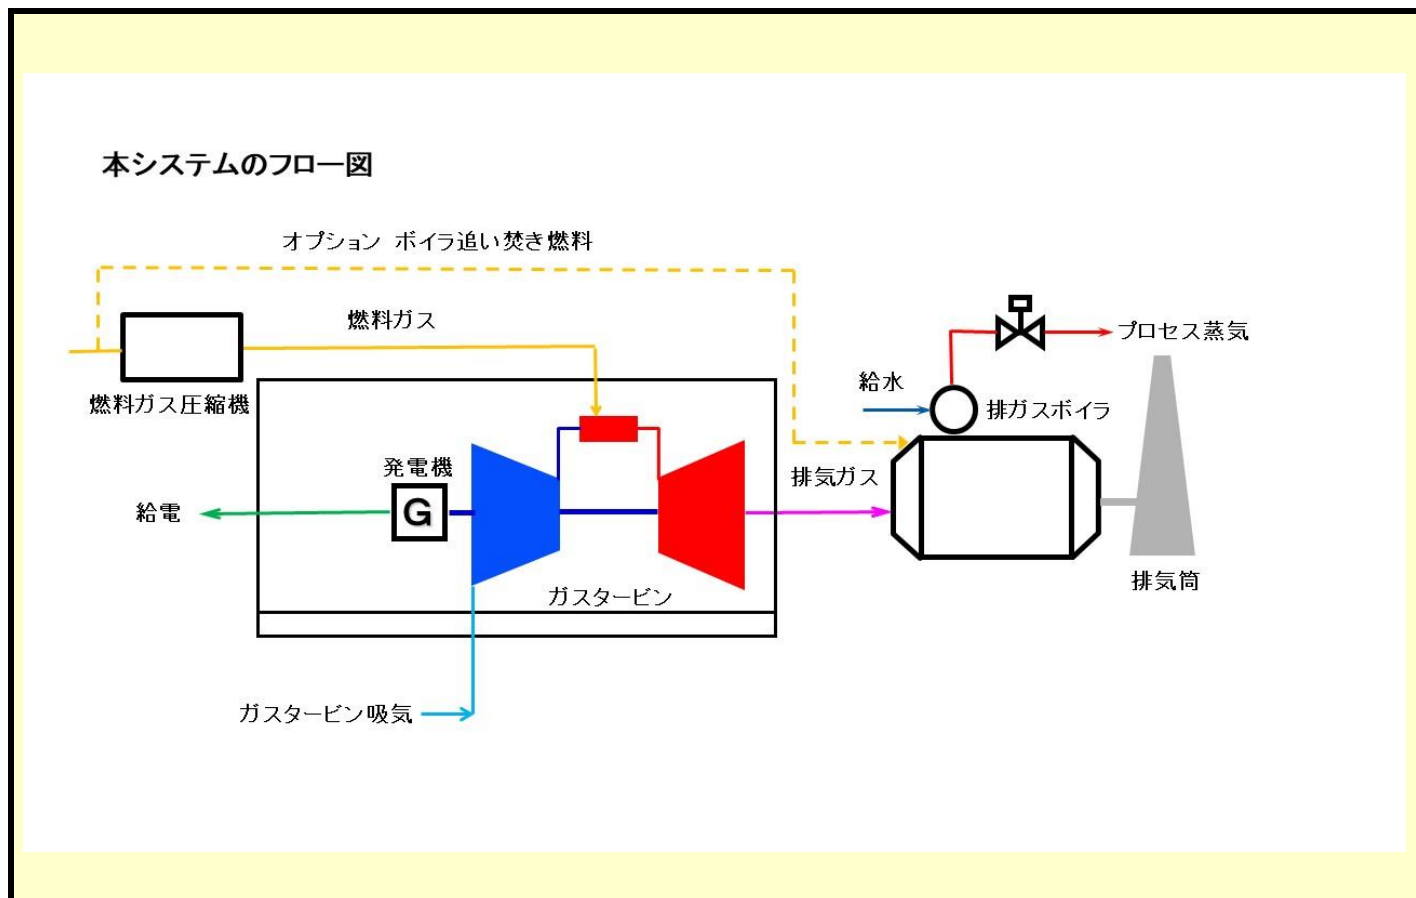 本システムのフロー図
オプション ボイラ追い焚き燃料
燃料ガス
プロセス蒸気
給水
燃料ガス圧縮機
排ガスボイラ
発電機
排気ガス
給電
G
排気筒
ガスタービン
ガスタービン吸気